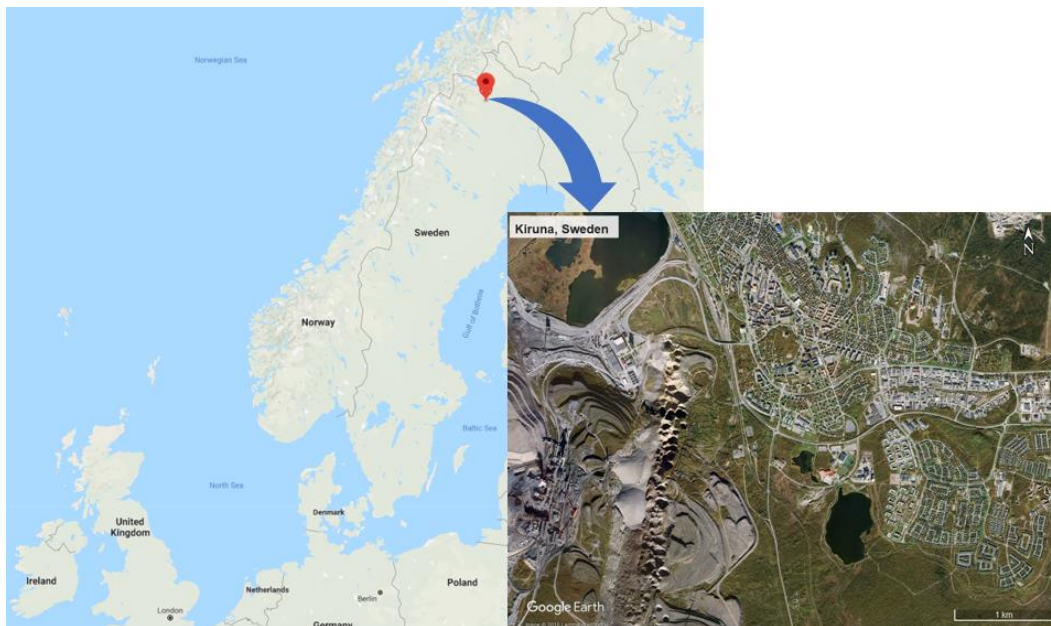 Norwegian Sea
Sweden
Norway
Gulf of Bothnia
Baltic Sea
North Sea
Denmark
United
Kingdom
Ireland
Netherlands
Berlin
Poland
London
Germany
Kiruna, Sweden
N
Google Earth
1 km